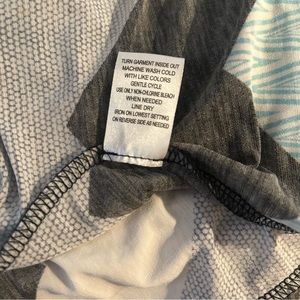 TURN GARMENT INSIDE OUT
MACHINE WASH COLD
WITH LIKE COLORS
GENTLE CYCLE
USE ONLY NON-CHLORINE BLEACH
WHEN NEEDED
LINE DRY
IRON ON LOWEST SETTING
ON REVERSE SIDE AS NEEDED